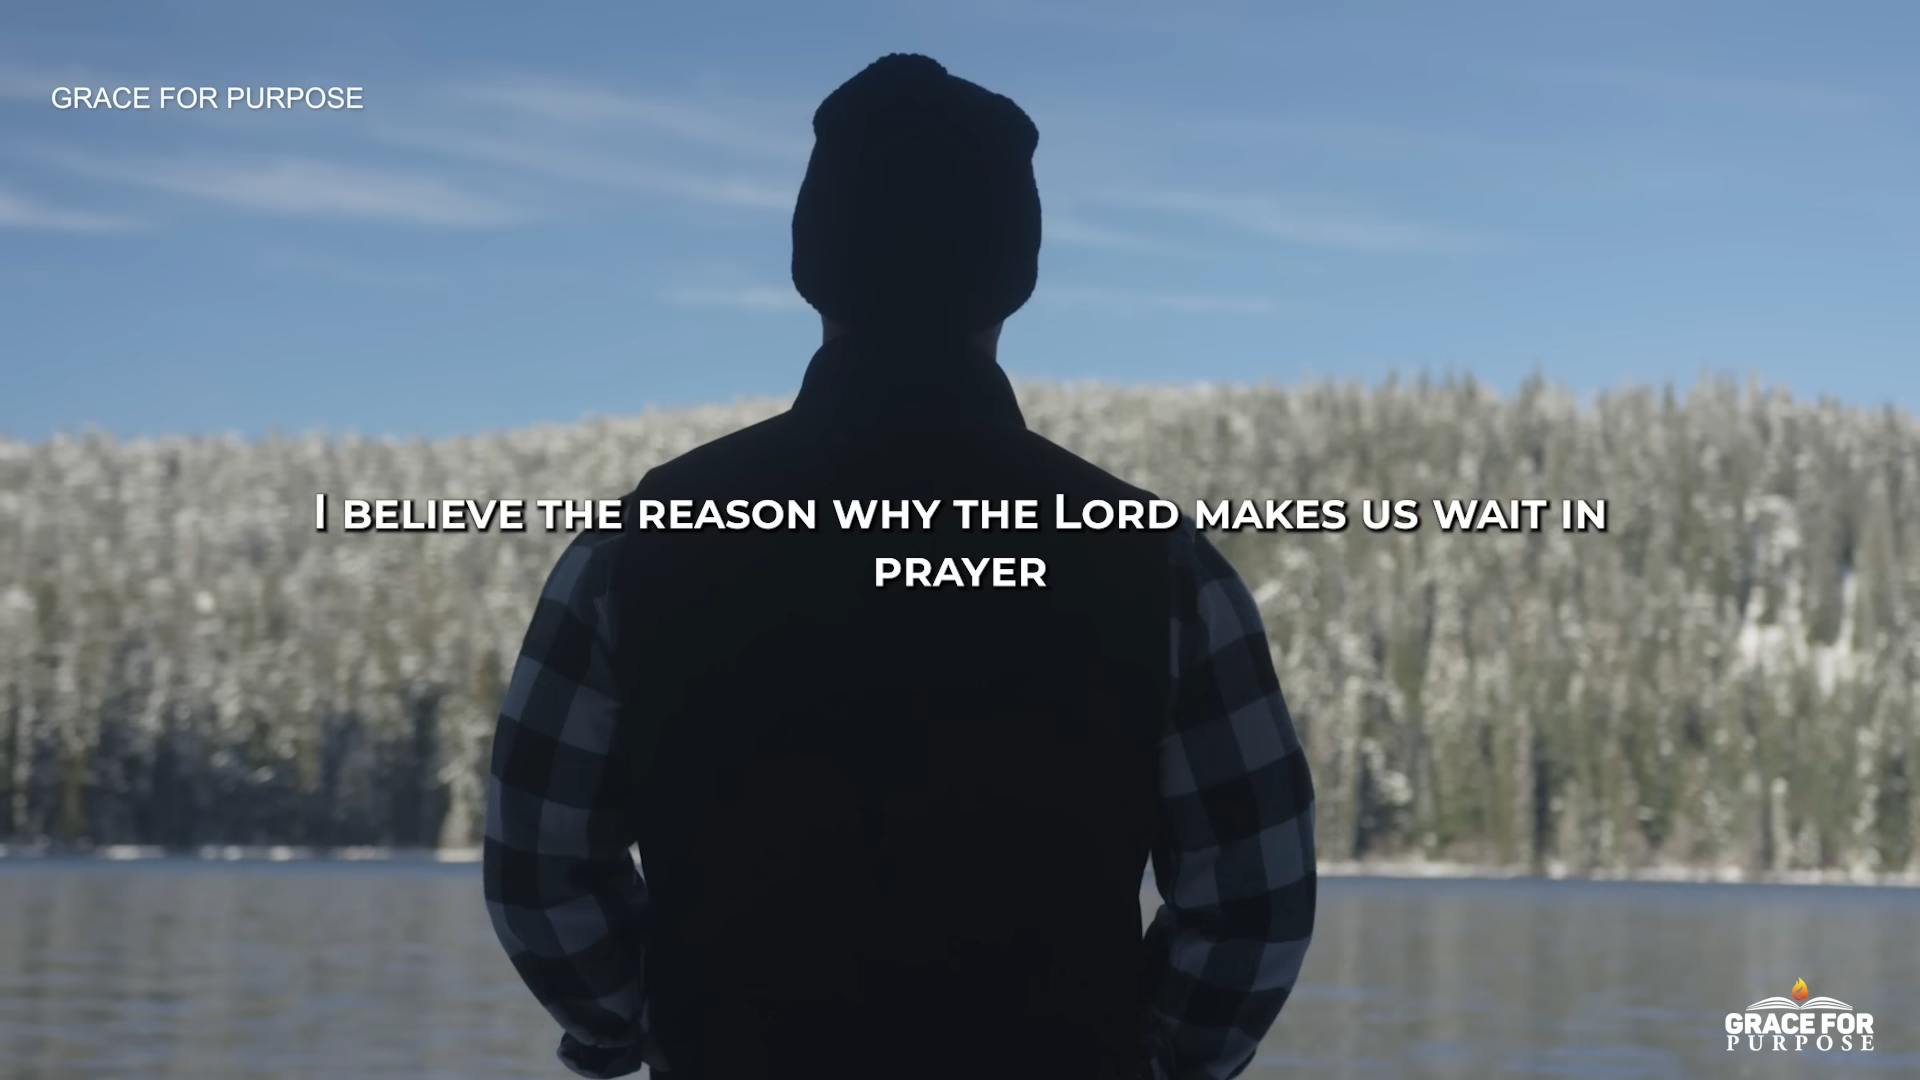 GRACE FOR PURPOSE
I BELIEVE THE REASON WHY THE LORD MAKES US WAIT IN
PRAYER
GRACE FOR
PURPOSE